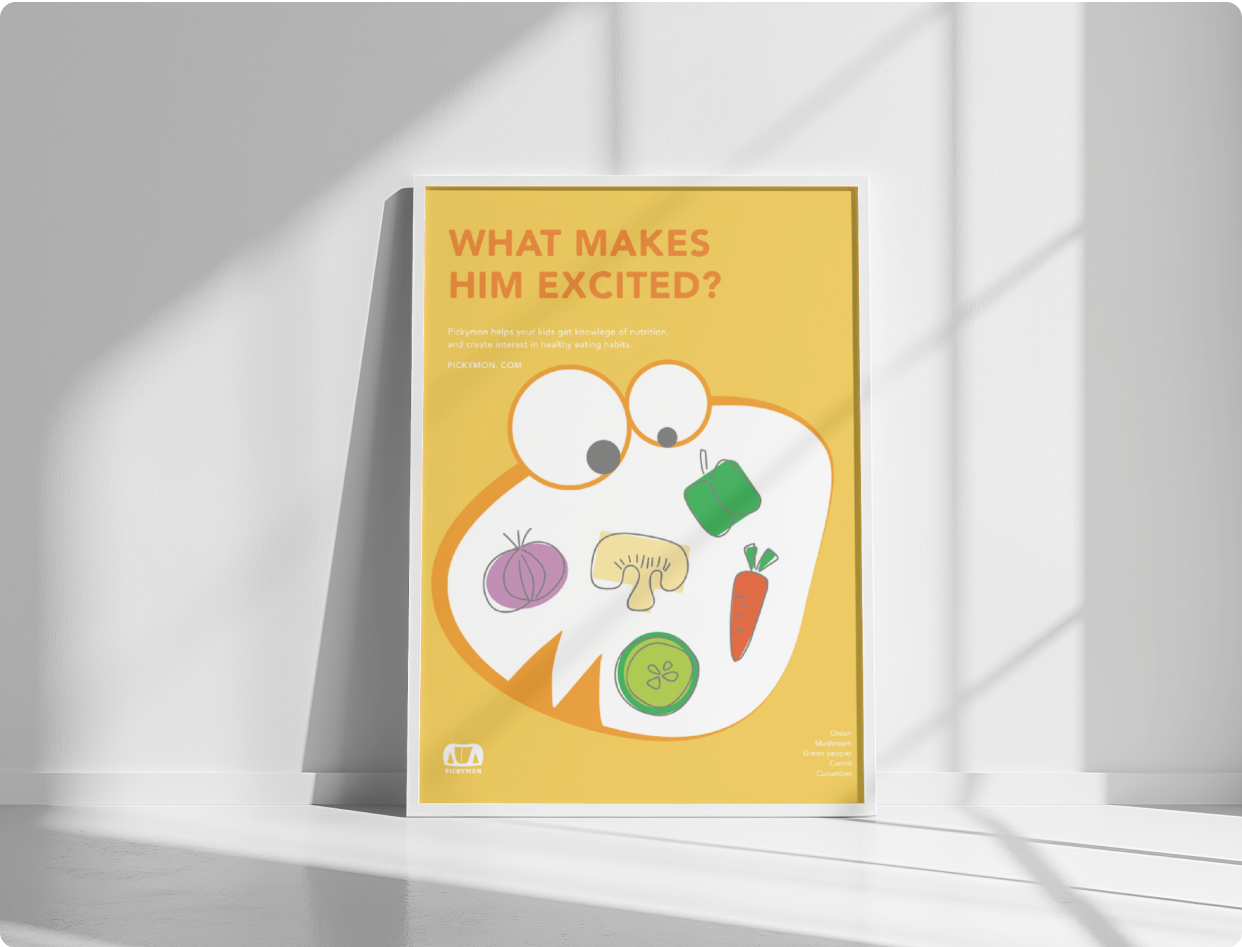 WHAT MAKES
HIM EXCITED?
Pickymon helps your kids get knowlege of nutrition,
and create interest in healthy eating habits.
PICKYMON. COM
PICKYMON
Onion
Mushroom
Green pepper
Carrot
Cucumber